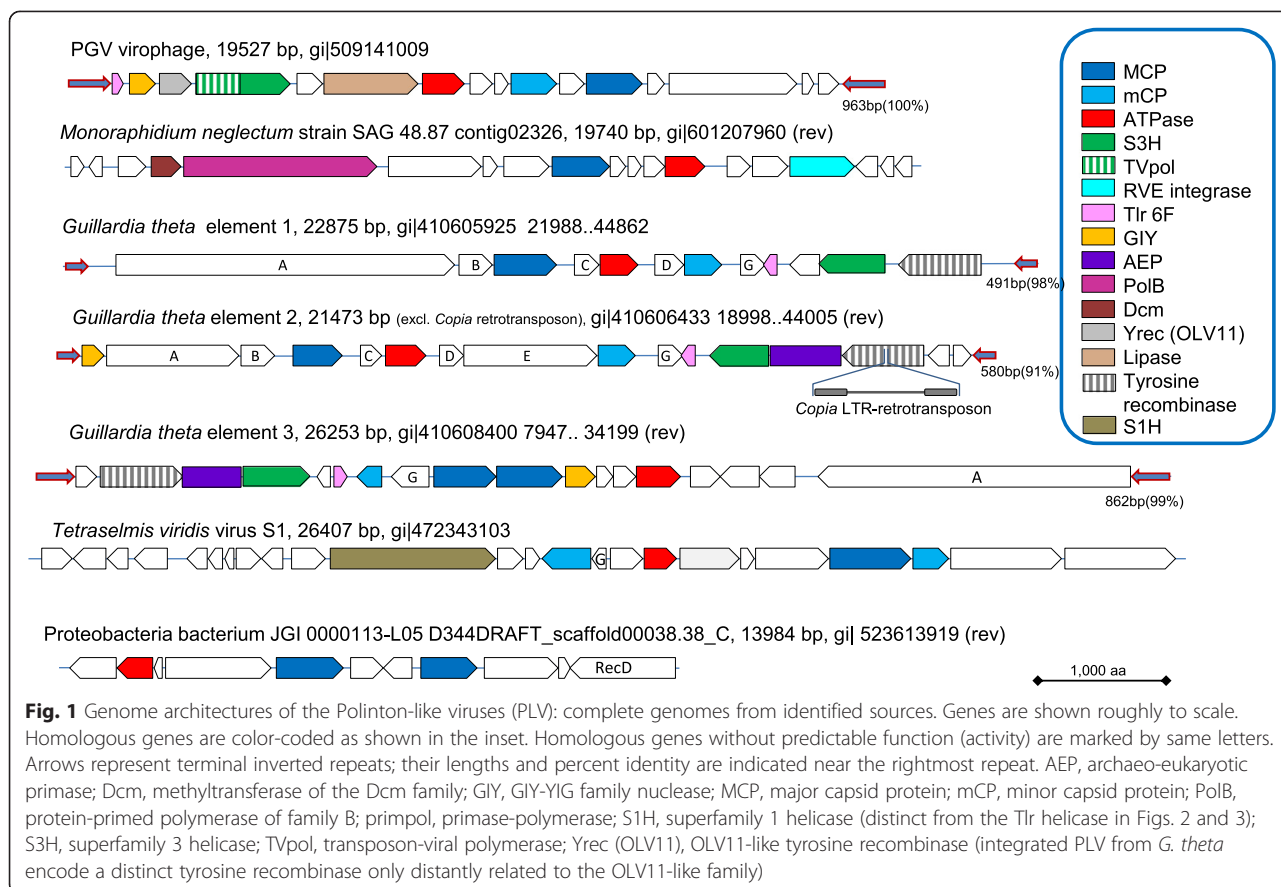 PGV virophage, 19527 bp, gi|509141009
963bp(100%)
Monoraphidium neglectum strain SAG 48.87 contig02326, 19740 bp, gi|601207960 (rev)
Guillardia theta element 1, 22875 bp, gi|410605925 21988..44862
A B C D G
491bp(98%)
Guillardia theta element 2, 21473 bp (excl. Copia retrotransposon), gi|410606433 18998..44005 (rev)
A B C D E G
580bp(91%)
Copia LTR-retrotransposon
Guillardia theta element 3, 26253 bp, gi|410608400 7947.. 34199 (rev)
G A
862bp(99%)
Tetraselmis viridis virus S1, 26407 bp, gi|472343103
G
Proteobacteria bacterium JGI 0000113-L05 D344DRAFT_scaffold00038.38_C, 13984 bp, gi| 523613919 (rev)
RecD
1,000 aa
MCP
mCP
ATPase
S3H
TVpol
RVE integrase
Tlr 6F
GIY
AEP
PolB
Dcm
Yrec (OLV11)
Lipase
Tyrosine
recombinase
S1H
Fig. 1 Genome architectures of the Polinton-like viruses (PLV): complete genomes from identified sources. Genes are shown roughly to scale.
Homologous genes are color-coded as shown in the inset. Homologous genes without predictable function (activity) are marked by same letters.
Arrows represent terminal inverted repeats; their lengths and percent identity are indicated near the rightmost repeat. AEP, archaeo-eukaryotic
primase; Dcm, methyltransferase of the Dcm family; GIY, GIY-YIG family nuclease; MCP, major capsid protein; mCP, minor capsid protein; PolB,
protein-primed polymerase of family B; primpol, primase-polymerase; S1H, superfamily 1 helicase (distinct from the Tlr helicase in Figs. 2 and 3);
S3H, superfamily 3 helicase; TVpol, transposon-viral polymerase; Yrec (OLV11), OLV11-like tyrosine recombinase (integrated PLV from G. theta
encode a distinct tyrosine recombinase only distantly related to the OLV11-like family)